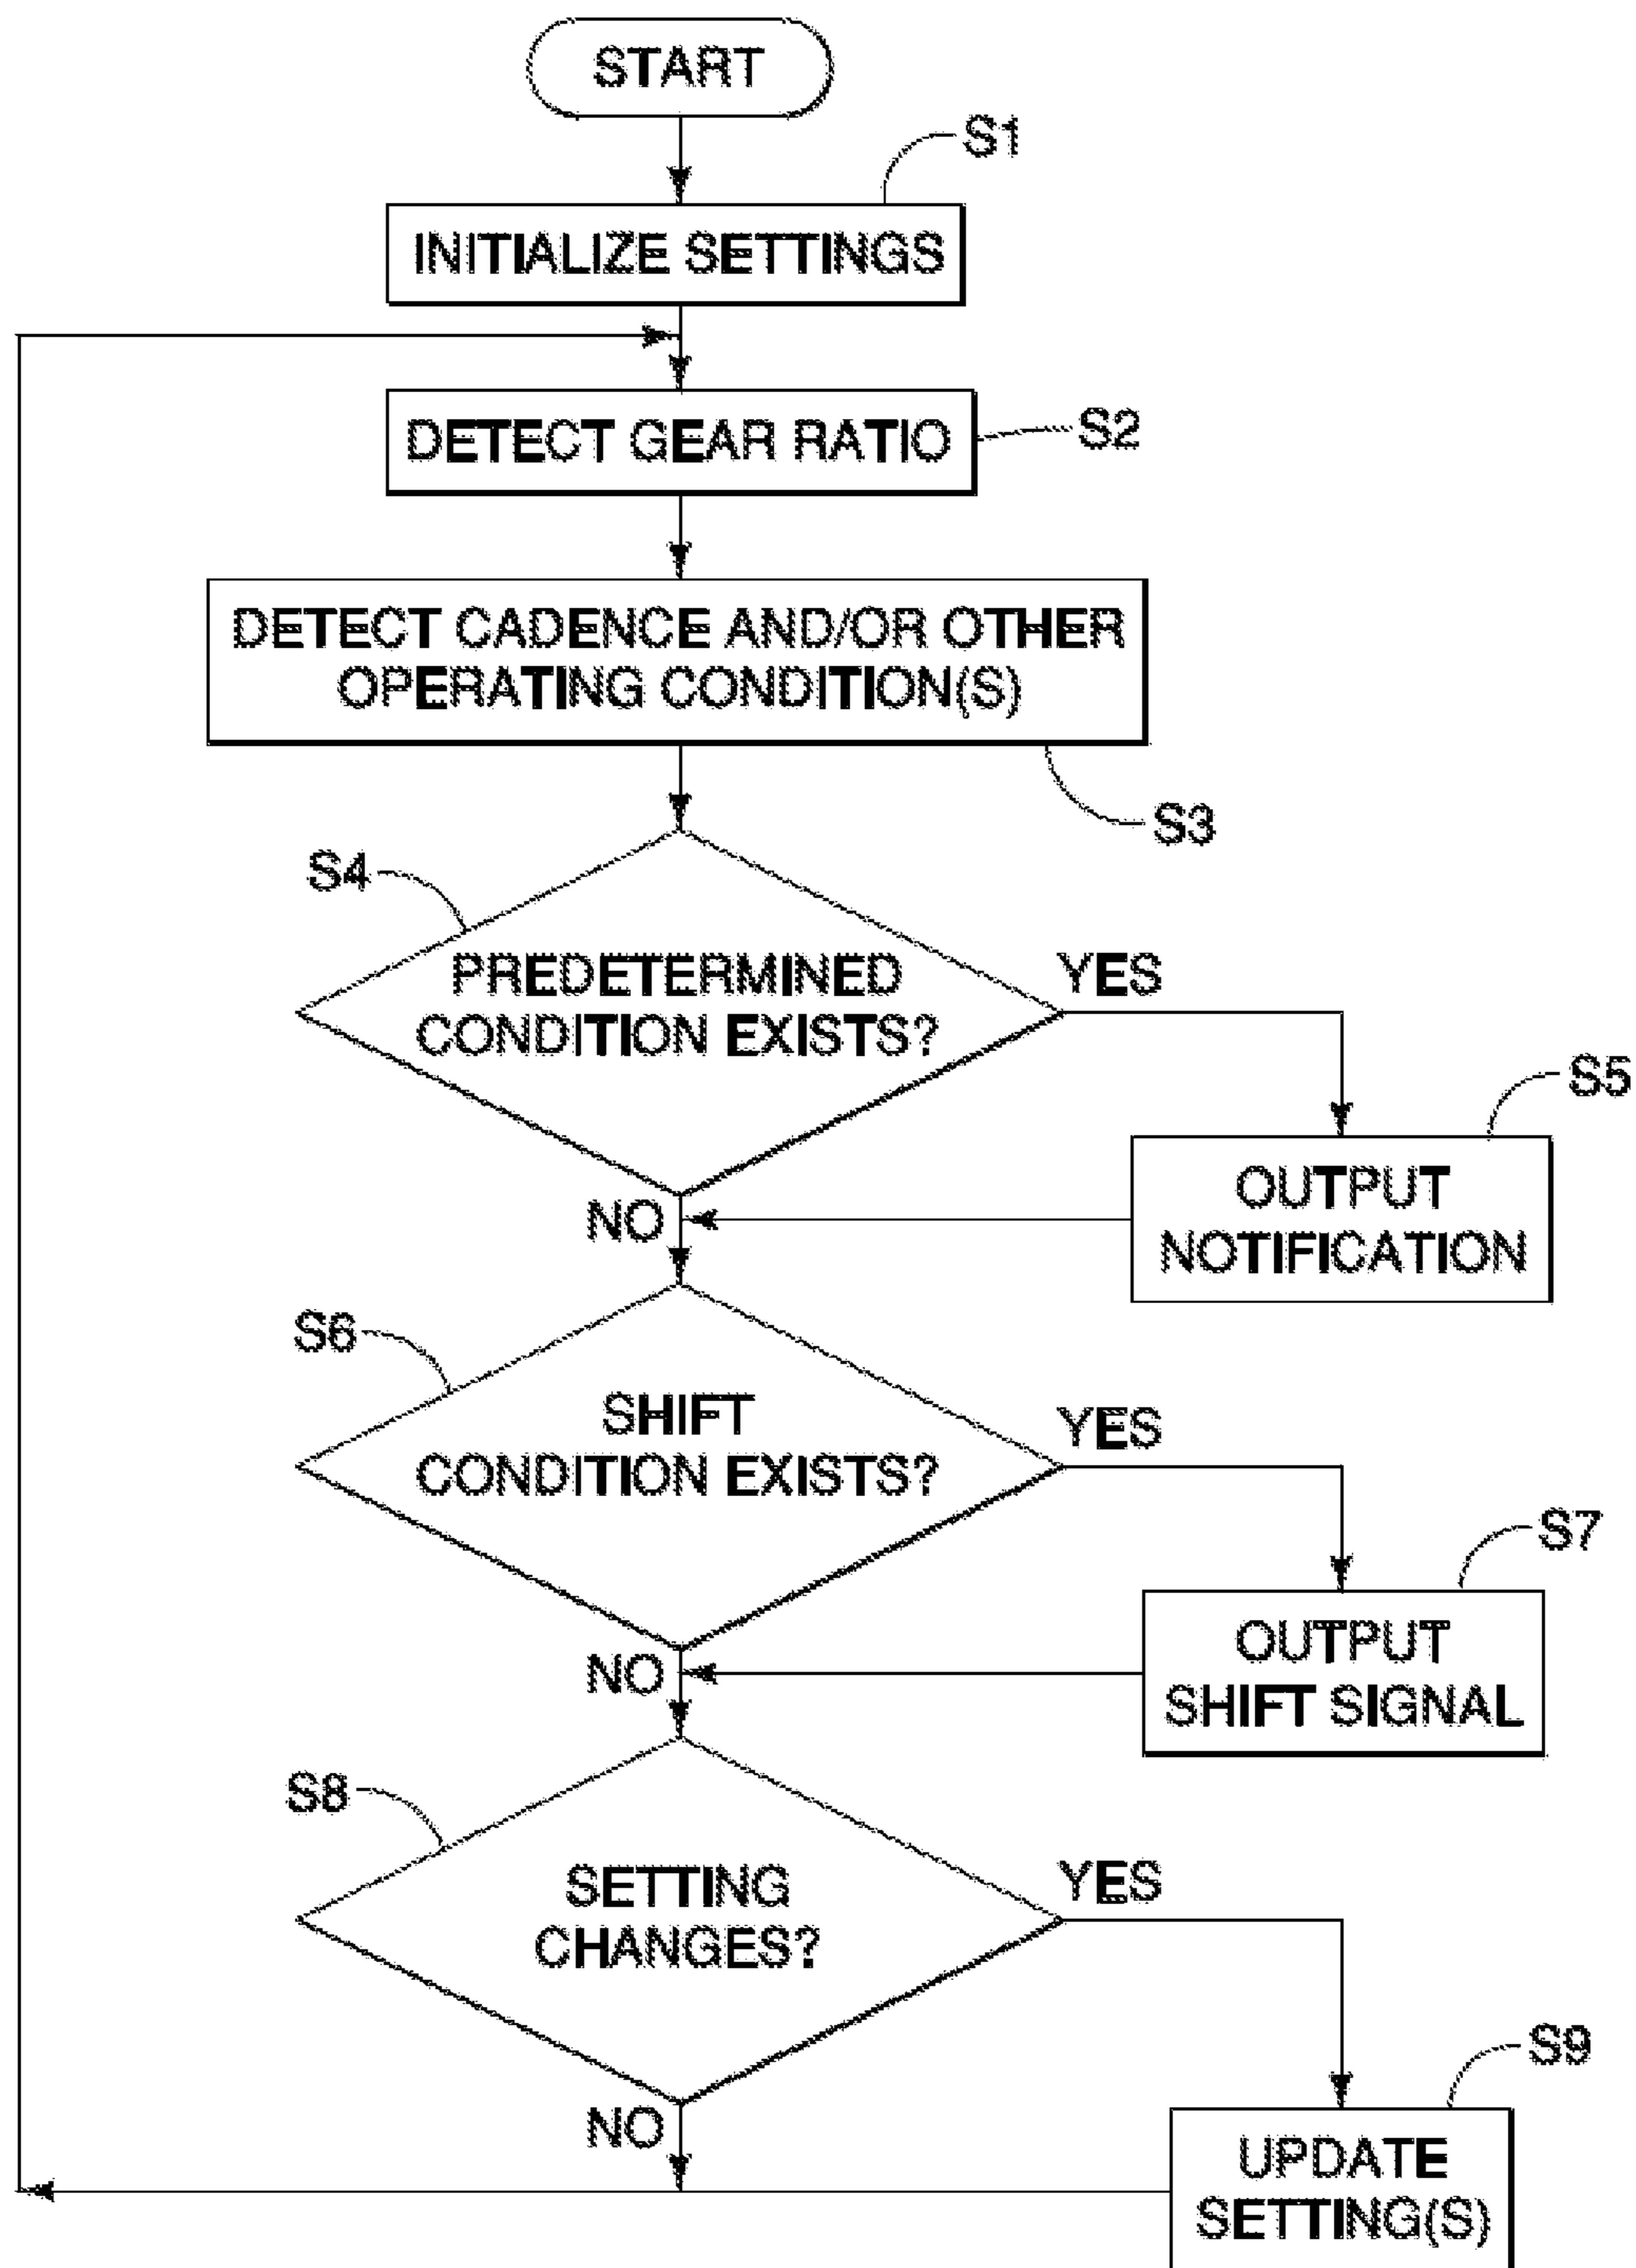 START
S1
INITIALIZE SETTINGS
DETECT GEAR RATIO
S2
DETECT CADENCE AND/OR OTHER
OPERATING CONDITION(S)
S3
S4
PREDETERMINED
CONDITION EXISTS?
YES
S5
OUTPUT
NOTIFICATION
NO
S6
SHIFT
CONDITION EXISTS?
YES
S7
OUTPUT
SHIFT SIGNAL
NO
S8
SETTING
CHANGES?
YES
S9
UPDATE
SETTING(S)
NO